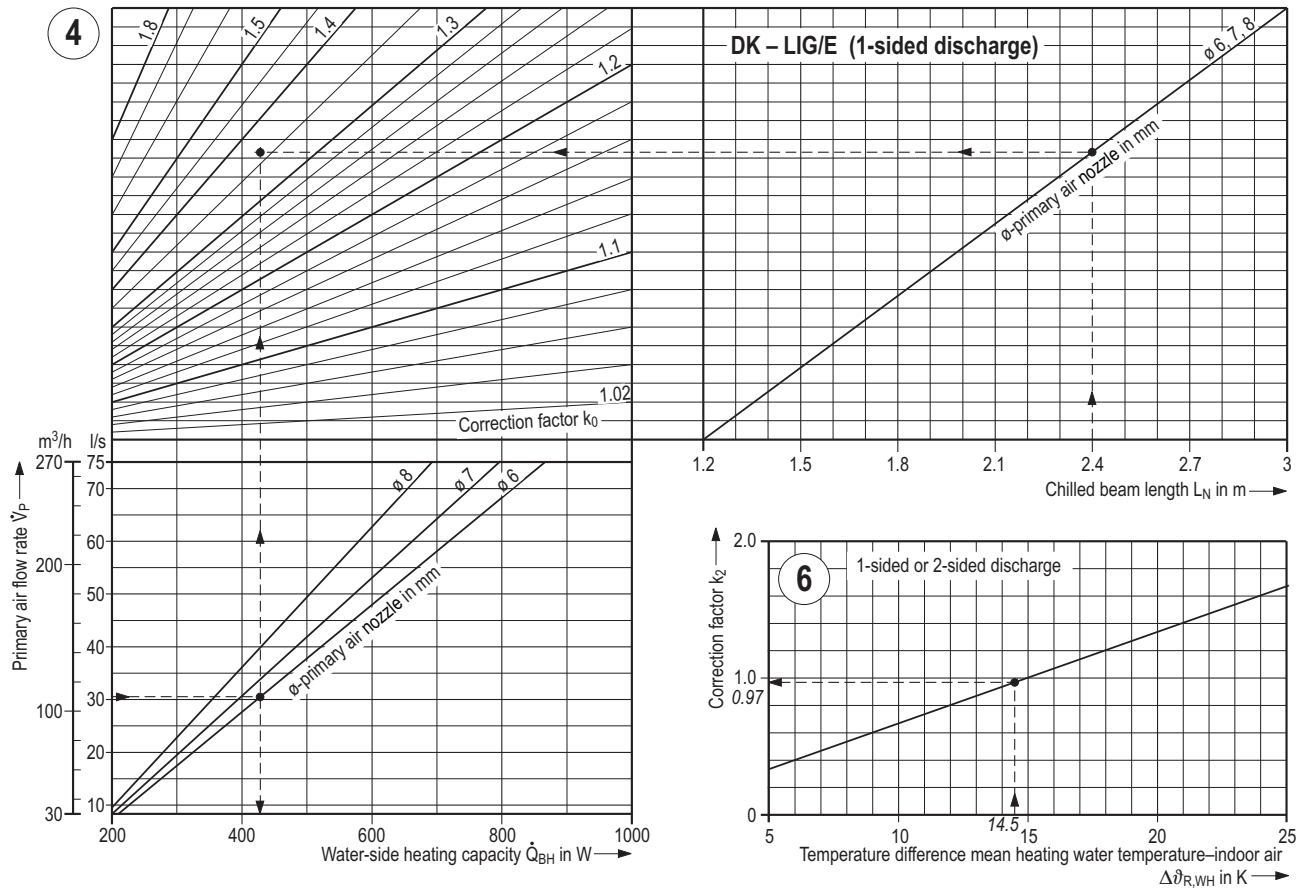 4
1.8
1.5
1.4
1.3
1.2
1.1
1.02
Correction factor k0
DK – LIG/E (1-sided discharge)
ø 6, 7, 8
ø-primary air nozzle in mm
1.2 1.5 1.8 2.1 2.4 2.7 3
Chilled beam length LN in m
m³/h l/s
270 75
70
60
200
50
40
30
100
20
10
30
Primary air flow rate V̇P
ø 8
ø 7
ø 6
ø-primary air nozzle in mm
200 400 600 800 1000
Water-side heating capacity Q̇BH in W
6
1-sided or 2-sided discharge
Correction factor k2
2.0
1.0
0.97
0
5 10 14.5 15 20 25
Temperature difference mean heating water temperature–indoor air
ΔϑR,WH in K